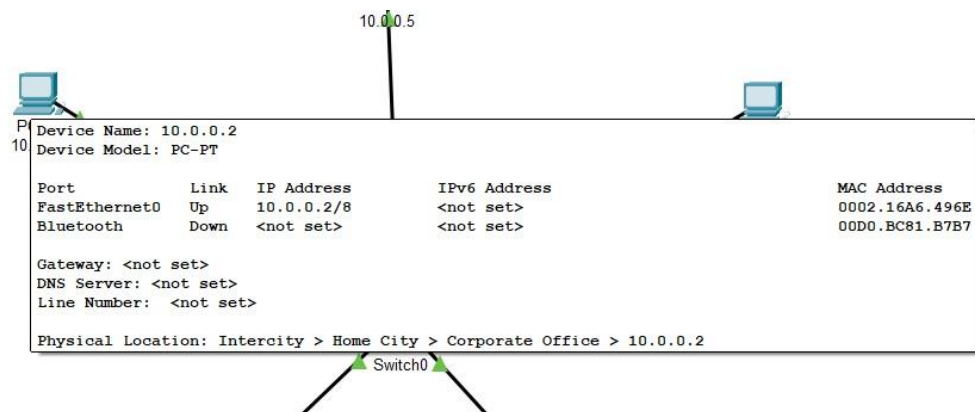 10.0.0.5
P
10.
Device Name: 10.0.0.2
Device Model: PC-PT
Port Link IP Address IPv6 Address MAC Address
FastEthernet0 Up 10.0.0.2/8 <not set> <not set> 0002.16A6.496E
Bluetooth Down <not set> <not set> 00D0.BC81.B7B7
Gateway: <not set>
DNS Server: <not set>
Line Number: <not set>
Physical Location: Intercity > Home City > Corporate Office > 10.0.0.2
Switch0